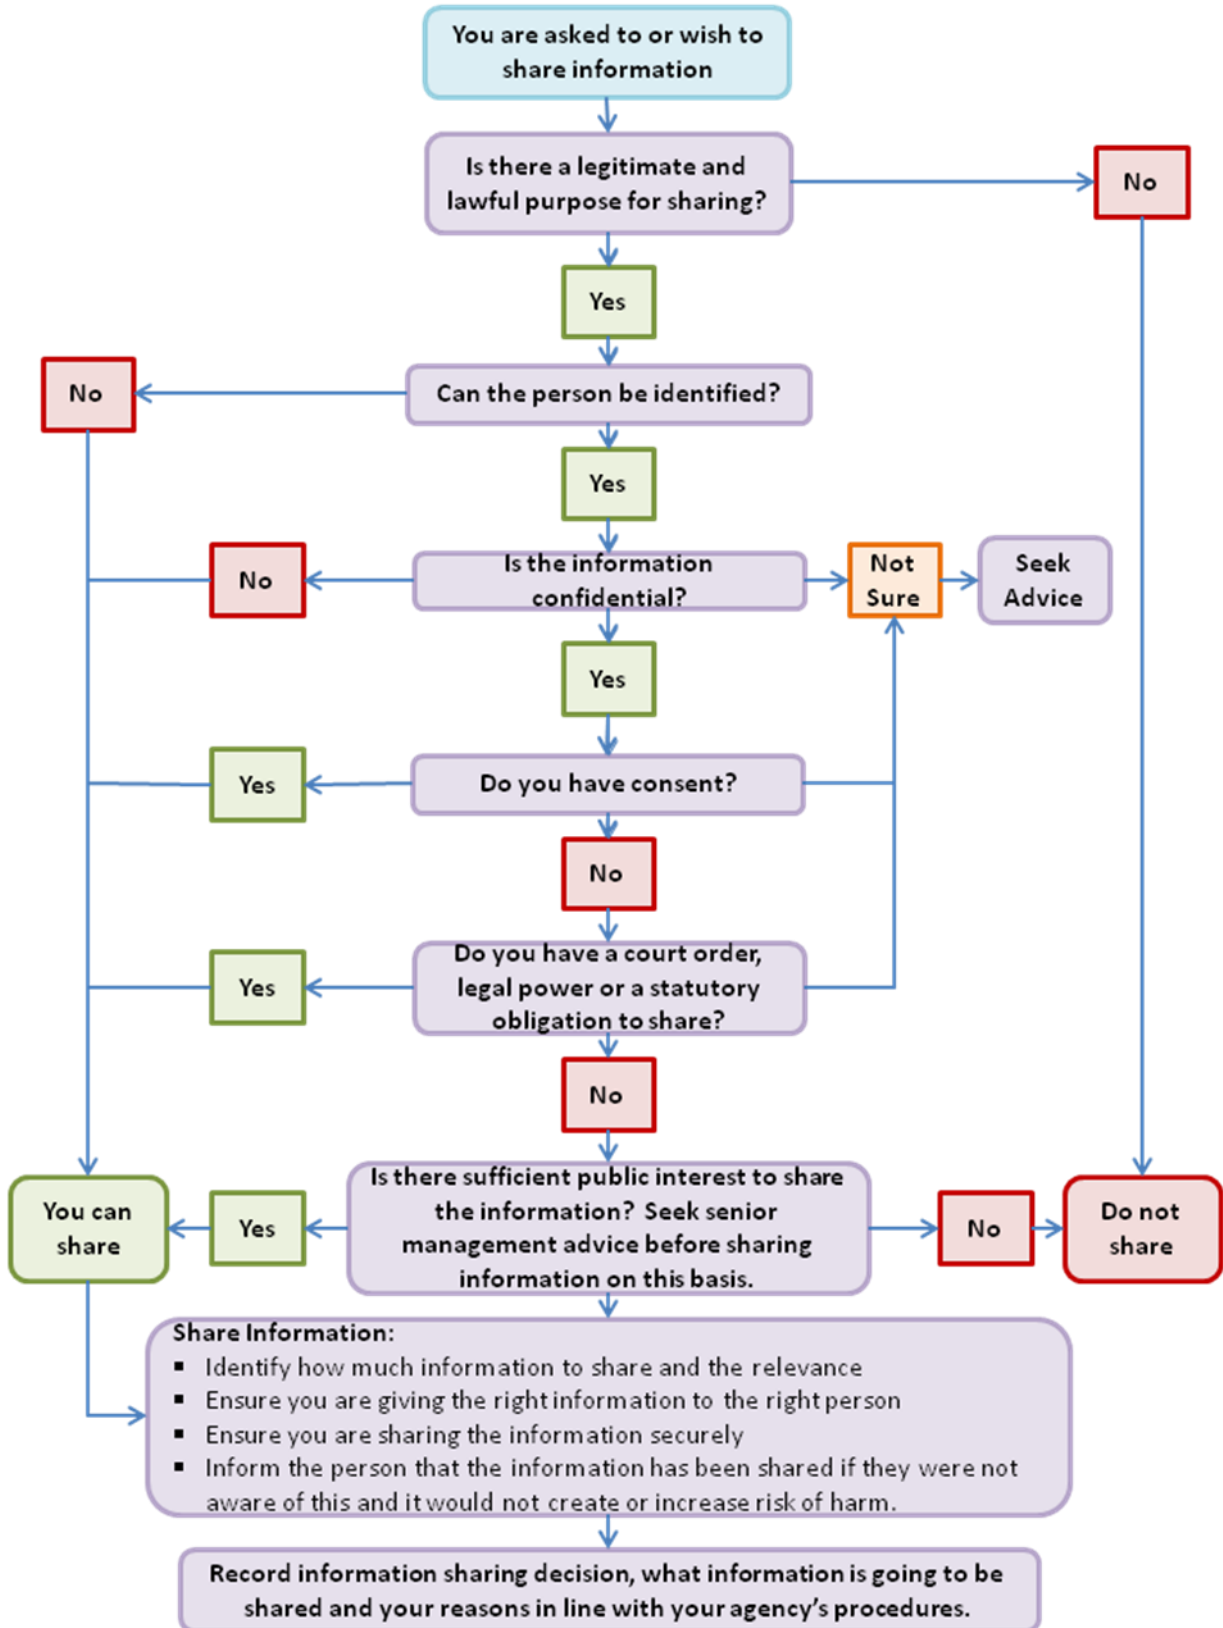 You are asked to or wish to
share information
Is there a legitimate and
lawful purpose for sharing?
No
Yes
No
Can the person be identified?
Yes
No
Is the information
confidential?
Not
Sure
Seek
Advice
Yes
Yes
Do you have consent?
No
Yes
Do you have a court order,
legal power or a statutory
obligation to share?
No
You can
share
Yes
Is there sufficient public interest to share
the information? Seek senior
management advice before sharing
information on this basis.
No
Do not
share
Share Information:
▪ Identify how much information to share and the relevance
▪ Ensure you are giving the right information to the right person
▪ Ensure you are sharing the information securely
▪ Inform the person that the information has been shared if they were not
aware of this and it would not create or increase risk of harm.
Record information sharing decision, what information is going to be
shared and your reasons in line with your agency's procedures.